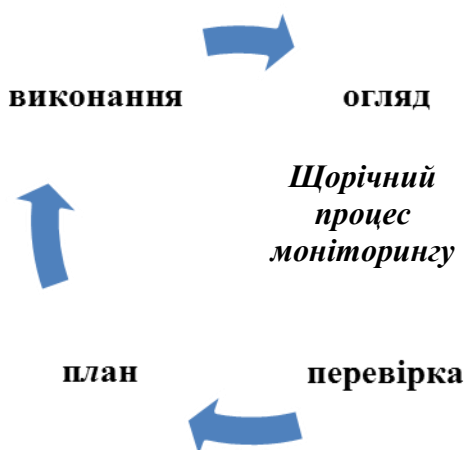 виконання
огляд
Щорічний
процес
моніторингу
план
перевірка